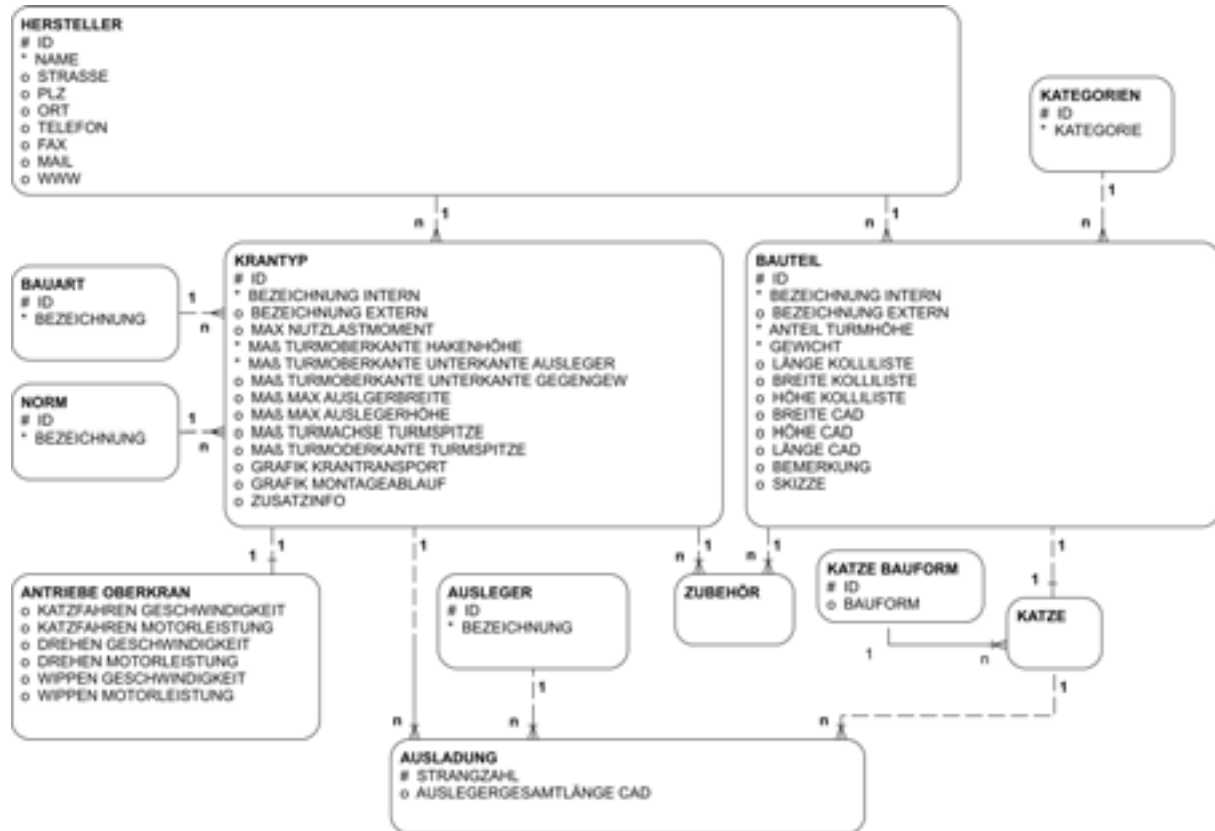 HERSTELLER
# ID
* NAME
o STRASSE
o PLZ
o ORT
o TELEFON
o FAX
o MAIL
o WWW
KATEGORIEN
# ID
* KATEGORIE
1
n
1
n
1
n
BAUART
# ID
* BEZEICHNUNG
1
n
NORM
# ID
* BEZEICHNUNG
1
n
KRANTYP
# ID
* BEZEICHNUNG INTERN
o BEZEICHNUNG EXTERN
o MAX NUTZLASTMOMENT
* MAß TURMOBERKANTE HAKENHÖHE
* MAß TURMOBERKANTE UNTERKANTE AUSLEGER
o MAß TURMOBERKANTE UNTERKANTE GEGENGEW
o MAß MAX AUSLGERBREITE
o MAß MAX AUSLEGERHÖHE
o MAß TURMACHSE TURMSPITZE
o MAß TURMODERKANTE TURMSPITZE
o GRAFIK KRANTRANSPORT
o GRAFIK MONTAGEABLAUF
o ZUSATZINFO
BAUTEIL
# ID
* BEZEICHNUNG INTERN
o BEZEICHNUNG EXTERN
* ANTEIL TURMHÖHE
* GEWICHT
o LÄNGE KOLLILISTE
o BREITE KOLLILISTE
o HÖHE KOLLILISTE
o BREITE CAD
o HÖHE CAD
o LÄNGE CAD
o BEMERKUNG
o SKIZZE
1
1
1
n
1
n
1
n
1
1
ANTRIEBE OBERKRAN
o KATZFAHREN GESCHWINDIGKEIT
o KATZFAHREN MOTORLEISTUNG
o DREHEN GESCHWINDIGKEIT
o DREHEN MOTORLEISTUNG
o WIPPEN GESCHWINDIGKEIT
o WIPPEN MOTORLEISTUNG
AUSLEGER
# ID
* BEZEICHNUNG
ZUBEHÖR
KATZE BAUFORM
# ID
o BAUFORM
KATZE
1
n
1
n
1
n
n
AUSLADUNG
# STRANGZAHL
o AUSLEGERGESAMTLÄNGE CAD